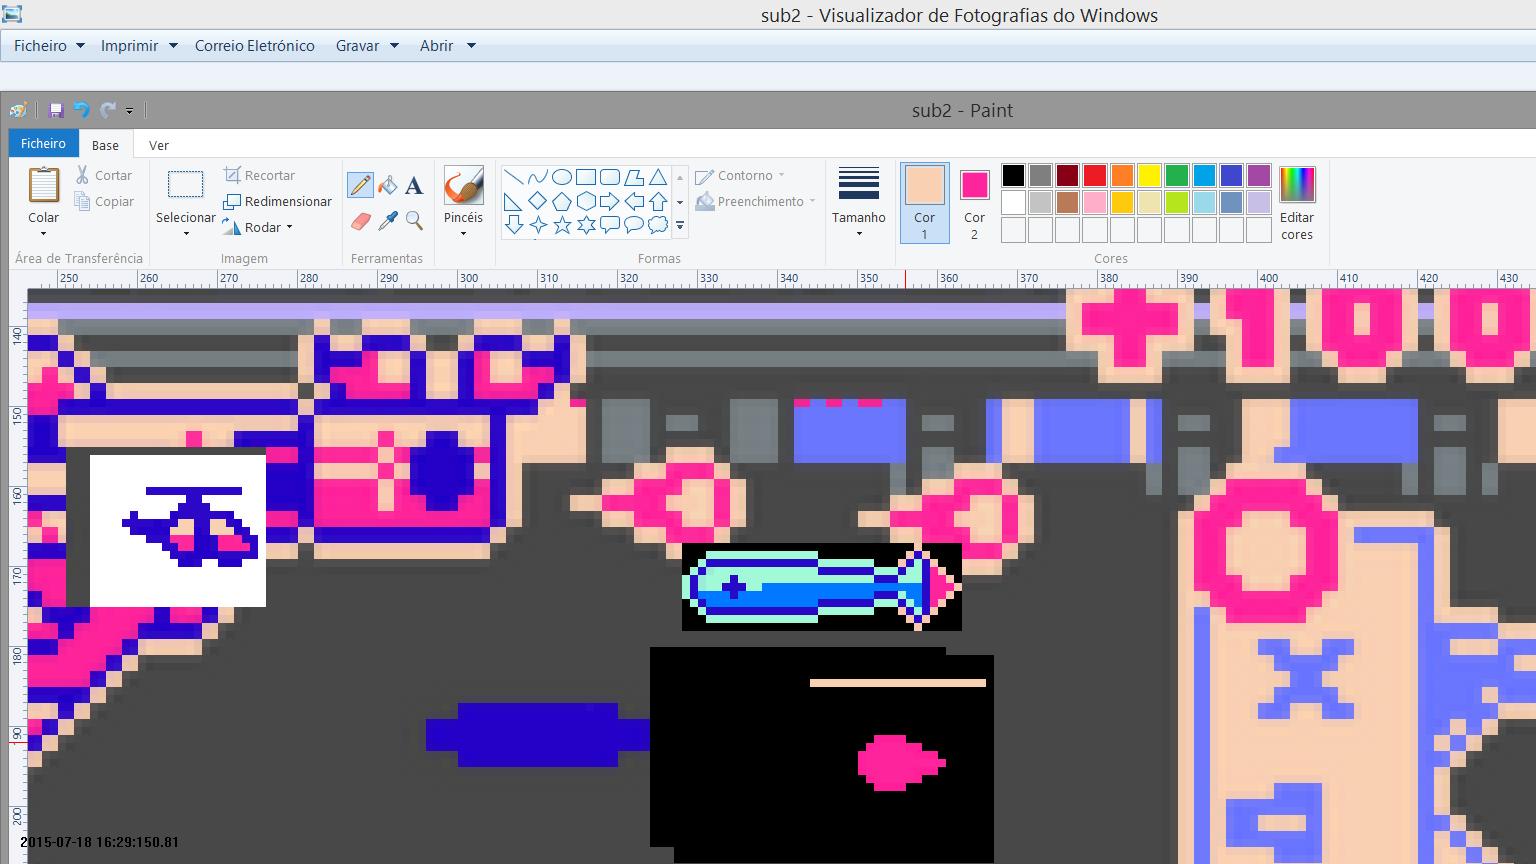 sub2 - Visualizador de Fotografias do Windows
Ficheiro Imprimir Correio Eletrónico Gravar Abrir
sub2 - Paint
Ficheiro Base Ver
Colar
Cortar
Copiar
Área de Transferência
Selecionar
Recortar
Redimensionar
Rodar
Imagem
A
Ferramentas
Pincéis
Contorno
Preenchimento
Formas
Tamanho
Cor 1
Cor 2
Editar cores
Cores
250 260 270 280 290 300 310 320 330 340 350 360 370 380 390 400 410 420 430
140
150
160
170
180
190
200
+100
2015-07-18 16:29:150.81